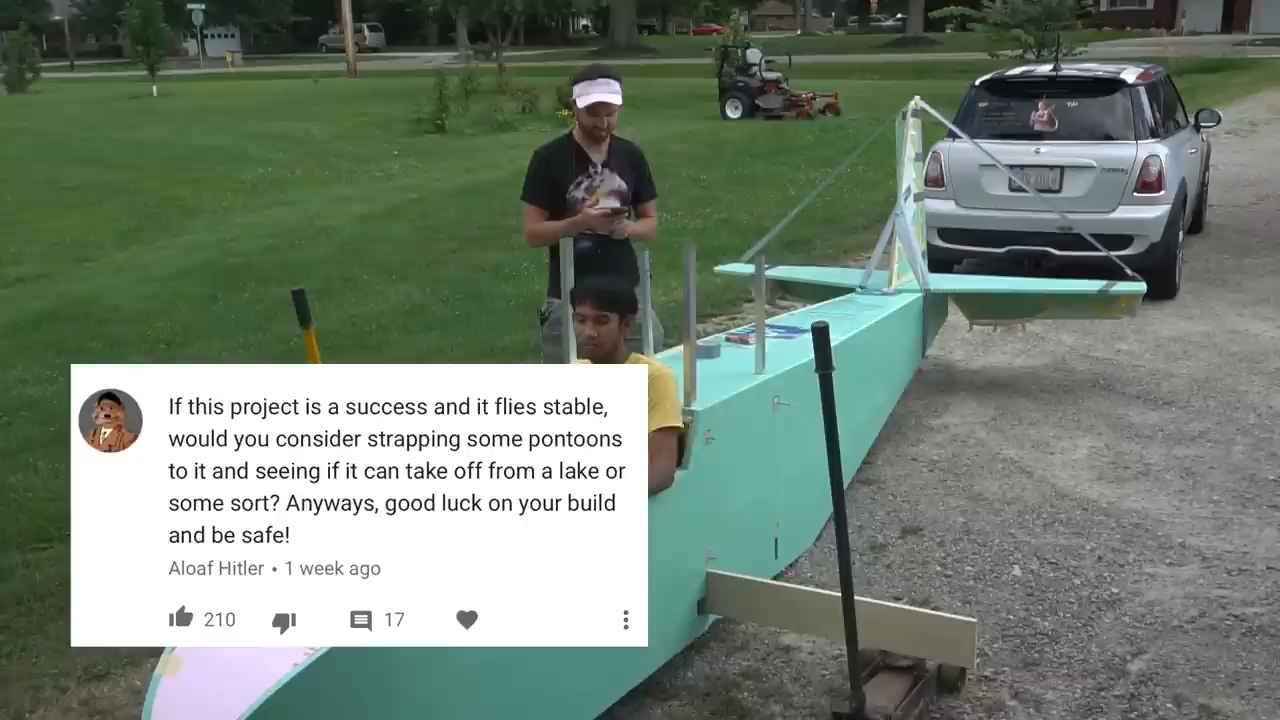 If this project is a success and it flies stable,
would you consider strapping some pontoons
to it and seeing if it can take off from a lake or
some sort? Anyways, good luck on your build
and be safe!
Aloaf Hitler • 1 week ago
210
17